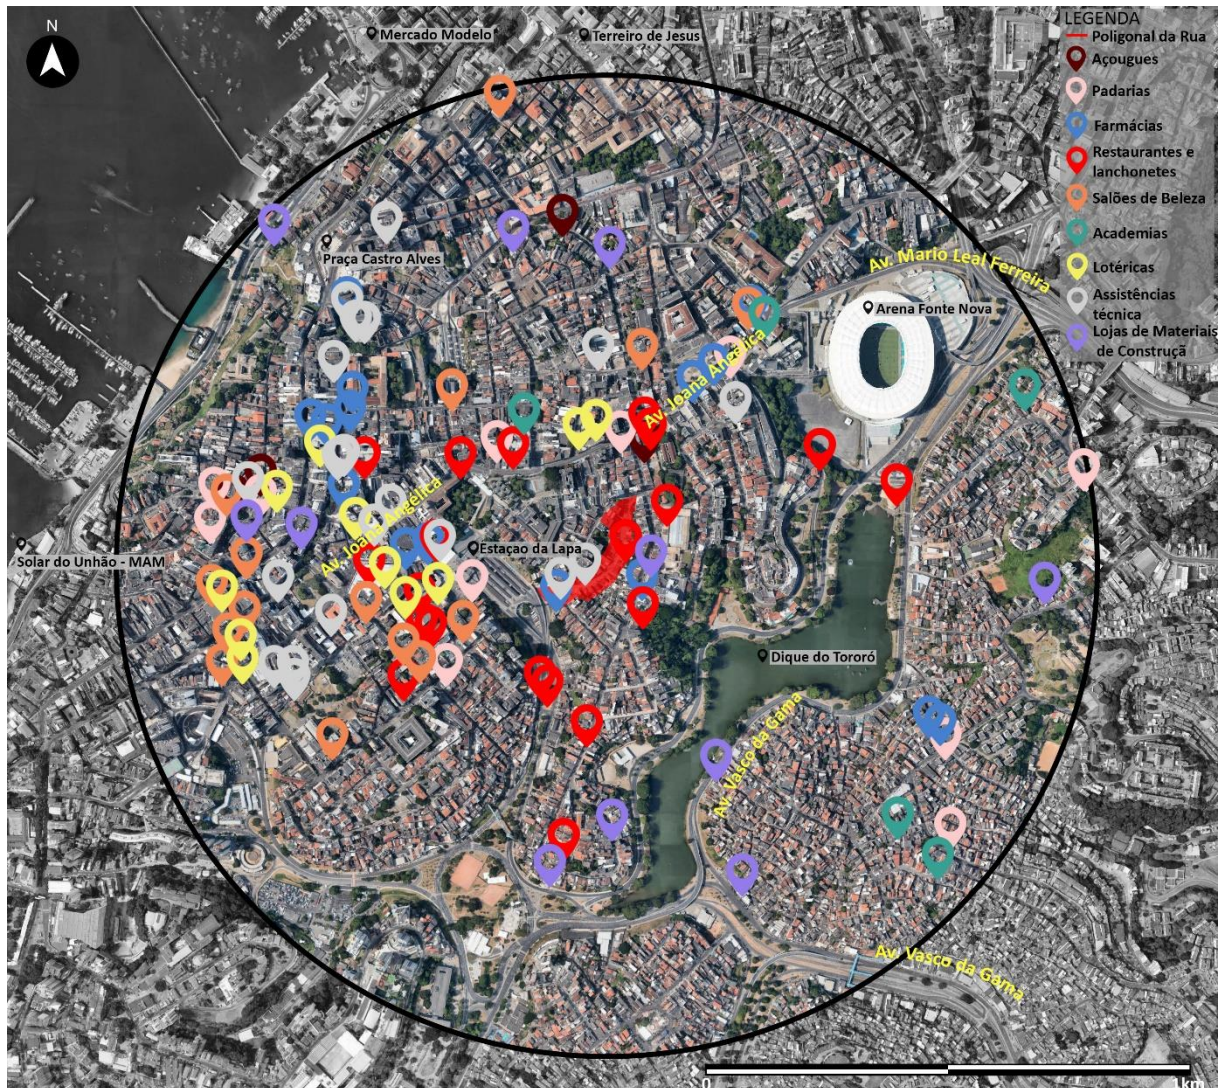 N
Mercado Modelo
Terreiro de Jesus
LEGENDA
Poligonal da Rua
Açougues
Padarias
Farmácias
Restaurantes e
lanchonetes
Salões de Beleza
Academias
Lotéricas
Assistências
técnica
Lojas de Materiais
de Construçã
Praça Castro Alves
Av. Mario Leal Ferreira
Arena Fonte Nova
Av. Joana Angélica
Av. Joana Angélica
Estaçao da Lapa
Solar do Unhão - MAM
Dique do Tororó
Av. Vasco da Gama
Av. Vasco da Gama
0
1km